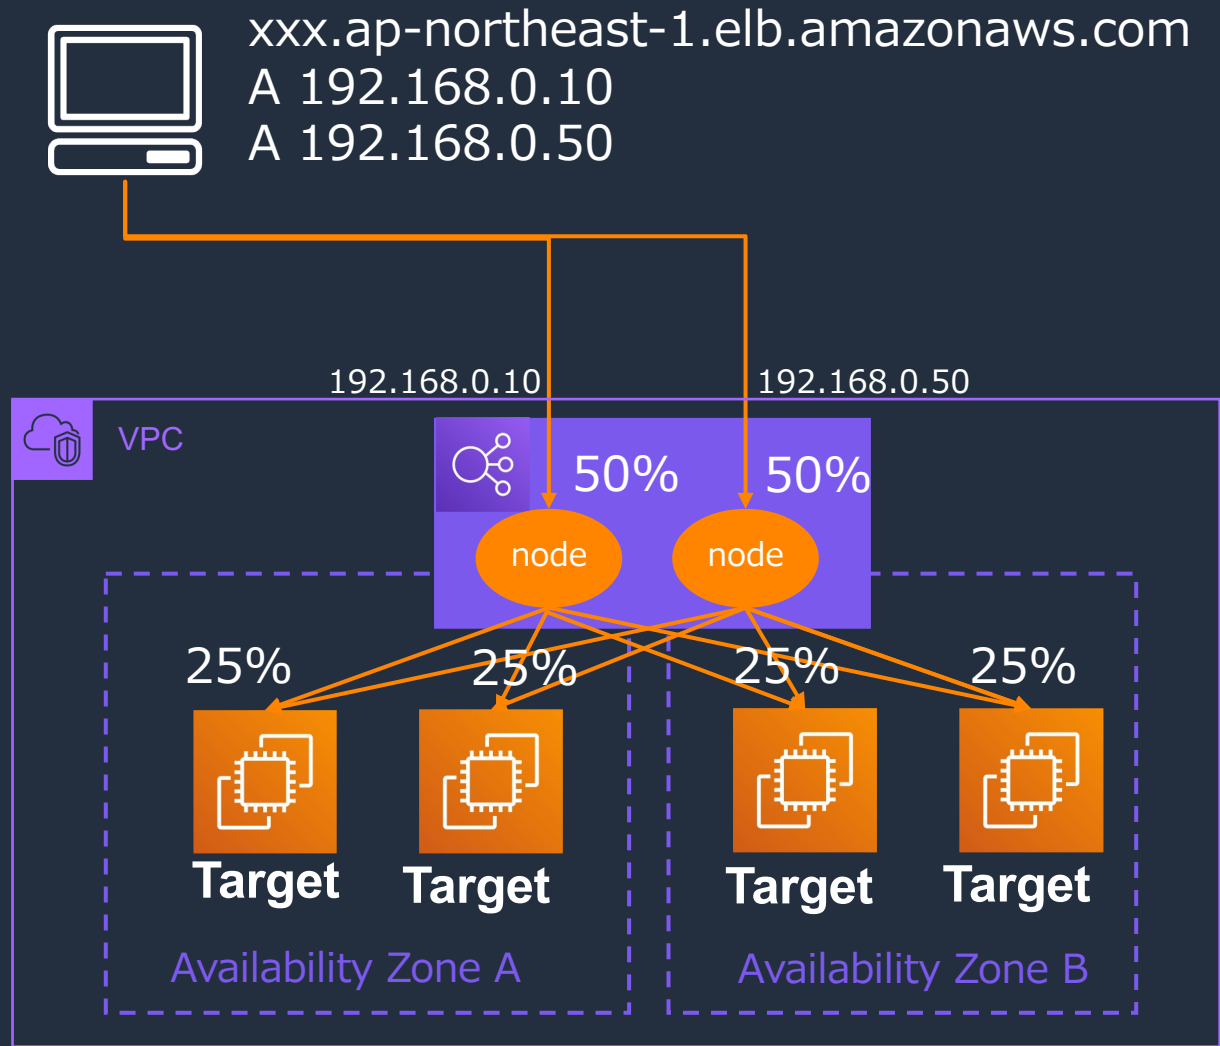 xxx.ap-northeast-1.elb.amazonaws.com
A 192.168.0.10
A 192.168.0.50
192.168.0.10
192.168.0.50
VPC
50%
50%
node
node
25%
25%
25%
25%
Target
Target
Target
Target
Availability Zone A
Availability Zone B